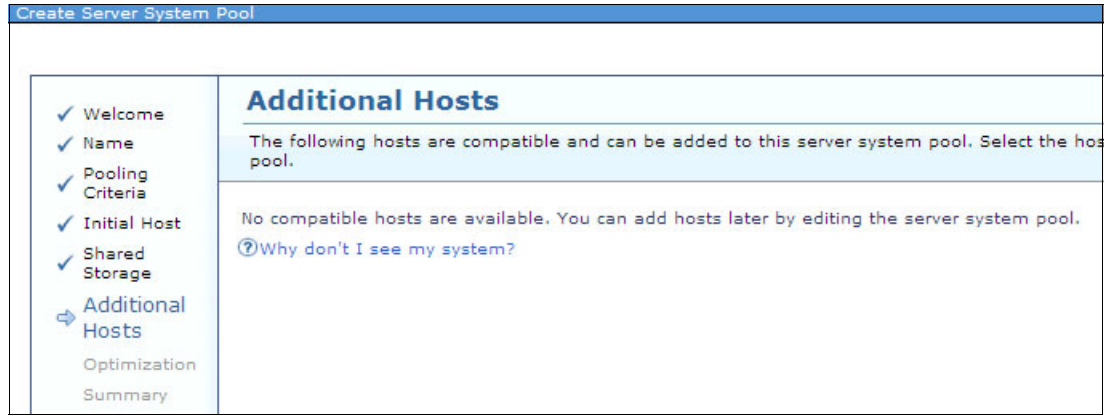 Create Server System Pool
Welcome
Name
Pooling
Criteria
Initial Host
Shared
Storage
Additional
Hosts
Optimization
Summary
Additional Hosts
The following hosts are compatible and can be added to this server system pool. Select the hos
pool.
No compatible hosts are available. You can add hosts later by editing the server system pool.
?Why don't I see my system?